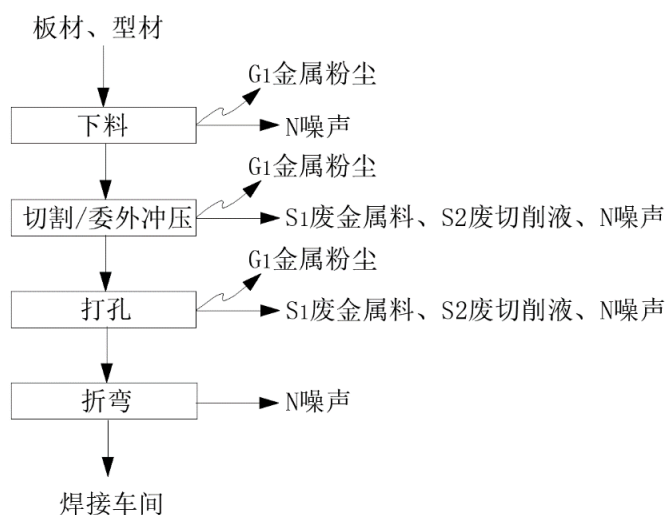 板材、型材
G1金属粉尘
下料
N噪声
G1金属粉尘
切割/委外冲压
S1废金属料、S2废切削液、N噪声
G1金属粉尘
打孔
S1废金属料、S2废切削液、N噪声
折弯
N噪声
焊接车间